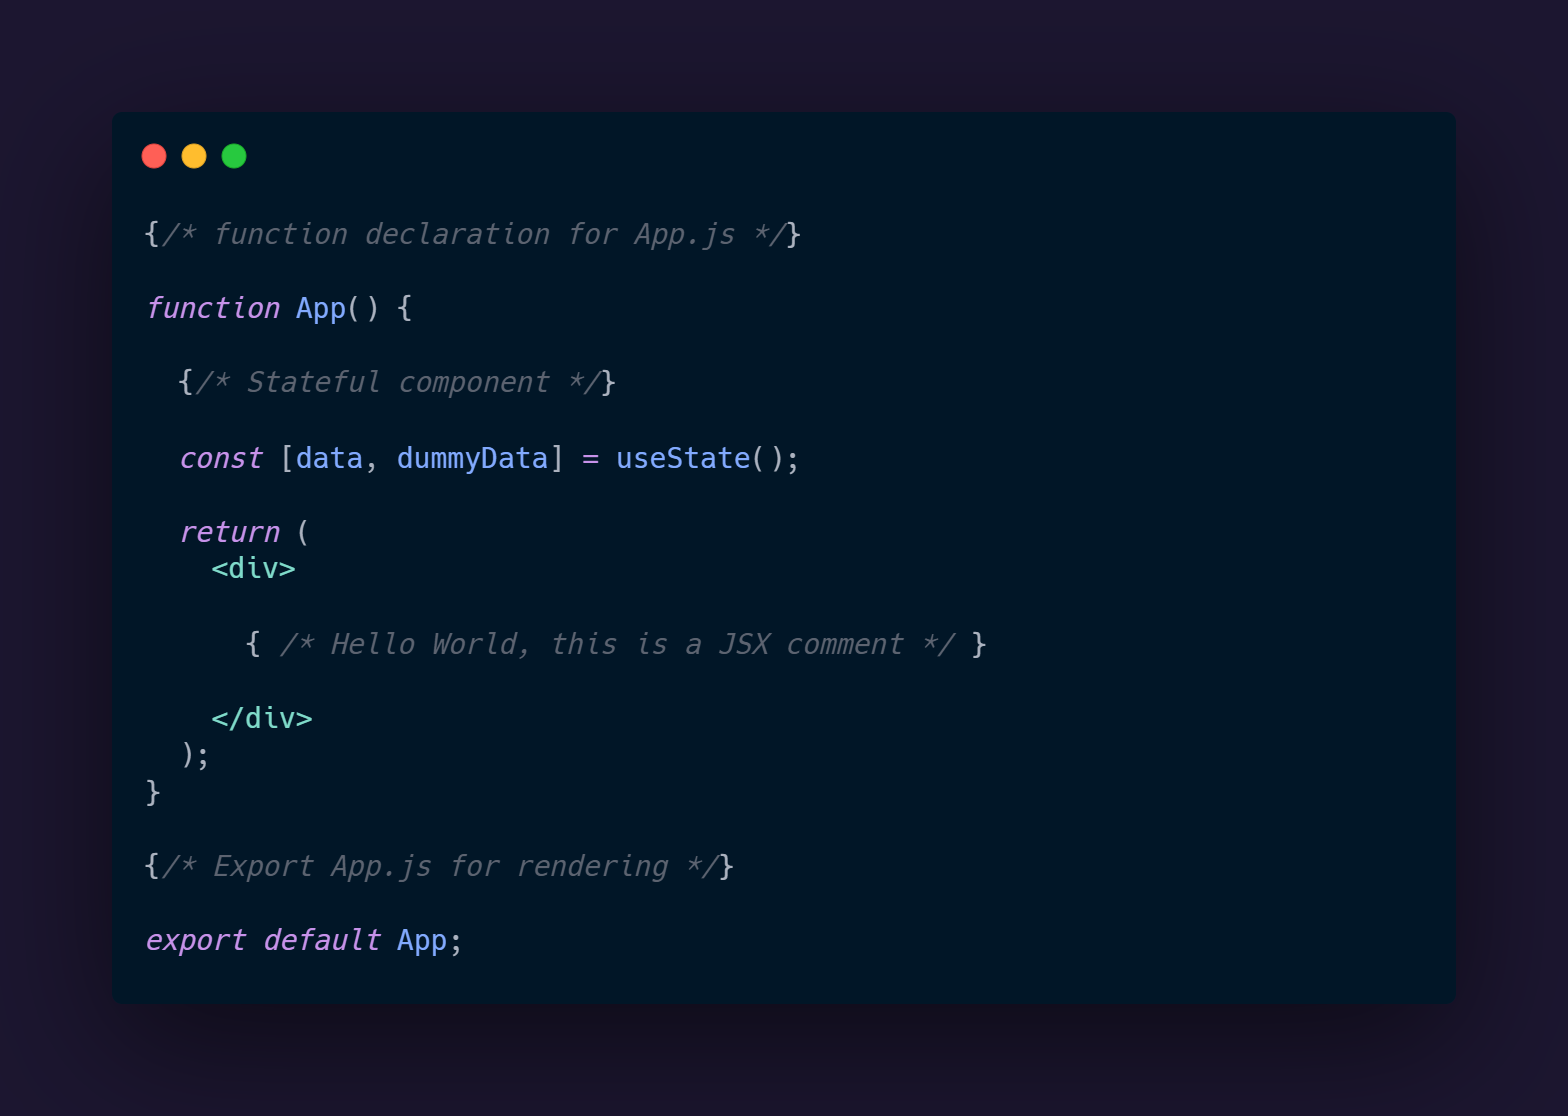 {/* function declaration for App.js */}
function App() {
{/* Stateful component */}
const [data, dummyData] = useState();
return (
<div>
{ /* Hello World, this is a JSX comment */ }
</div>
);
}
{/* Export App.js for rendering */}
export default App;